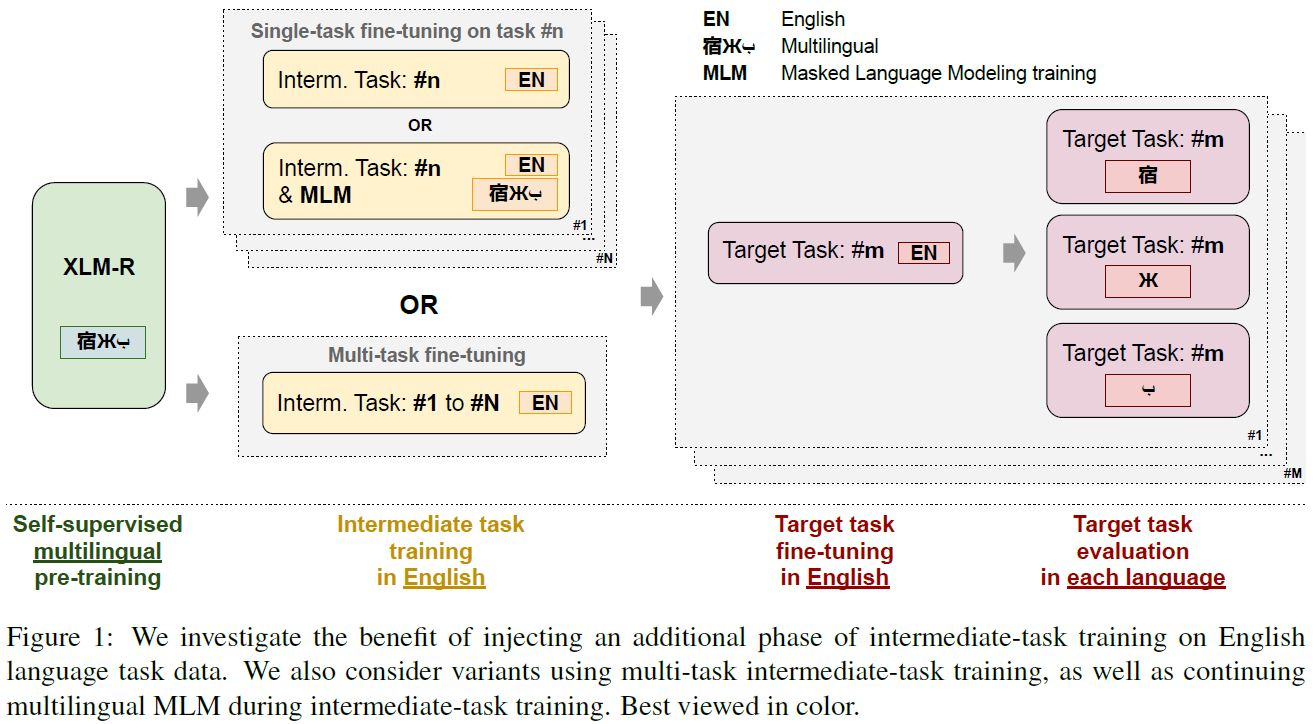 Single-task fine-tuning on task #n
Interm. Task: #n EN
OR
Interm. Task: #n EN
& MLM 宿Жب
#1
...
#N
XLM-R
宿Жب
OR
Multi-task fine-tuning
Interm. Task: #1 to #N EN
EN English
宿Жب Multilingual
MLM Masked Language Modeling training
Target Task: #m EN
Target Task: #m
宿
Target Task: #m
Ж
Target Task: #m
ب
#1
...
#M
Self-supervised
multilingual
pre-training
Intermediate task
training
in English
Target task
fine-tuning
in English
Target task
evaluation
in each language
Figure 1: We investigate the benefit of injecting an additional phase of intermediate-task training on English
language task data. We also consider variants using multi-task intermediate-task training, as well as continuing
multilingual MLM during intermediate-task training. Best viewed in color.